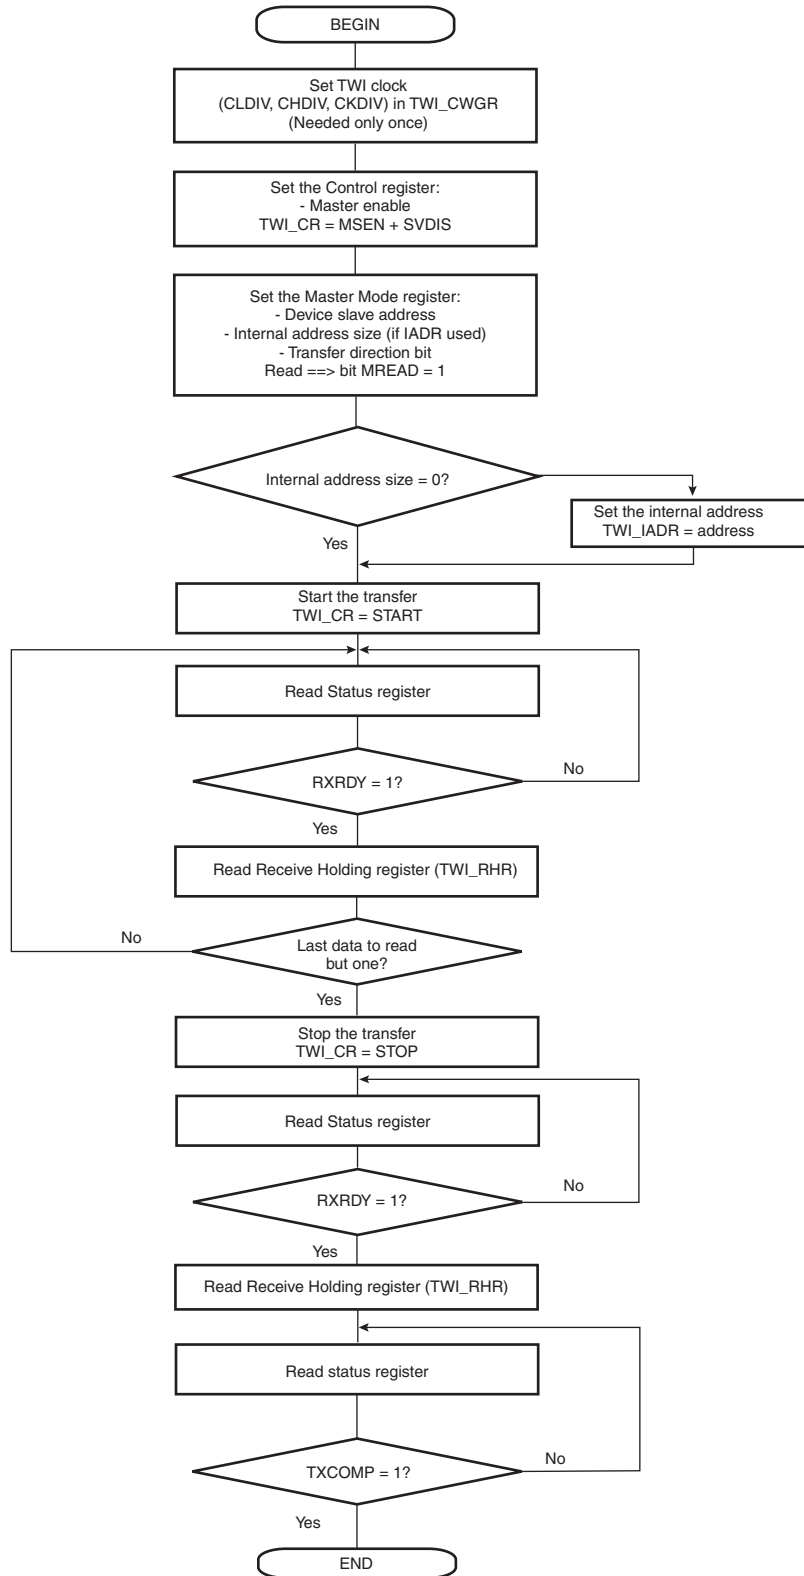 BEGIN
Set TWI clock
(CLDIV, CHDIV, CKDIV) in TWI_CWGR
(Needed only once)
Set the Control register:
- Master enable
TWI_CR = MSEN + SVDIS
Set the Master Mode register:
- Device slave address
- Internal address size (if IADR used)
- Transfer direction bit
Read ==> bit MREAD = 1
Internal address size = 0?
Set the internal address
TWI_IADR = address
Yes
Start the transfer
TWI_CR = START
Read Status register
RXRDY = 1?
No
Yes
Read Receive Holding register (TWI_RHR)
No
Last data to read
but one?
Yes
Stop the transfer
TWI_CR = STOP
Read Status register
RXRDY = 1?
No
Yes
Read Receive Holding register (TWI_RHR)
Read status register
TXCOMP = 1?
No
Yes
END